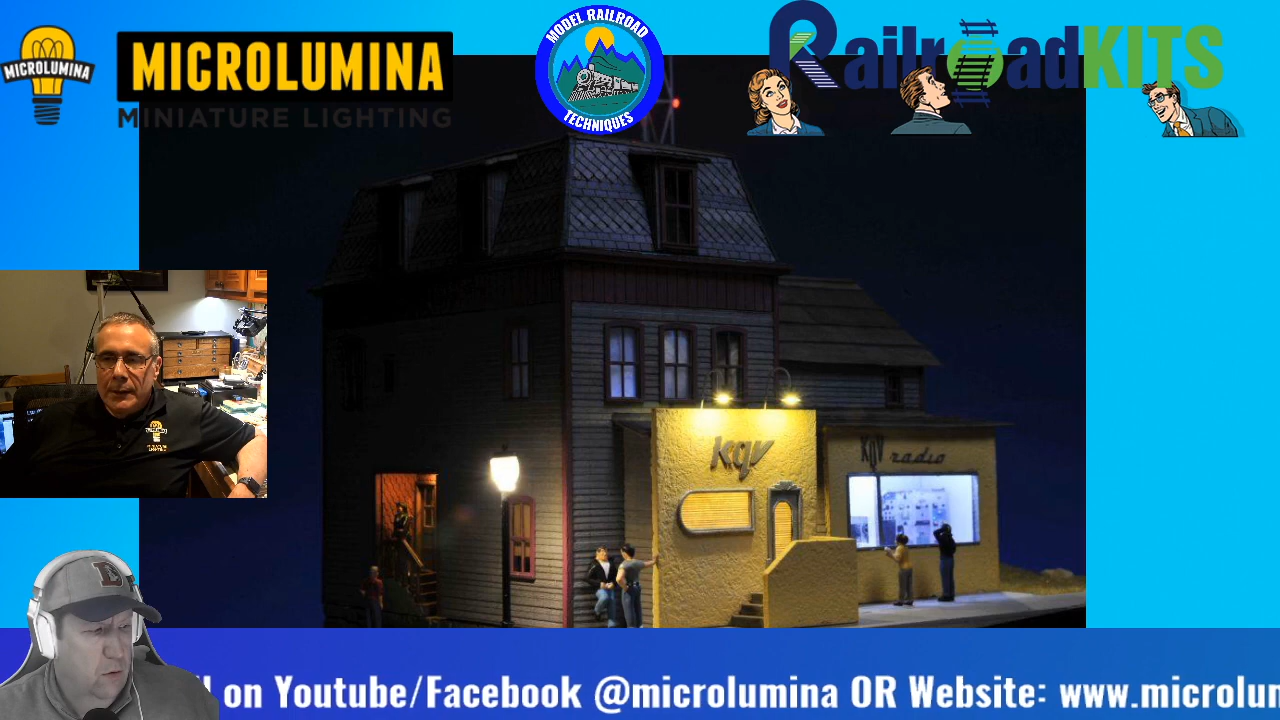 MICROLUMINA
MICROLUMINA
MINIATURE LIGHTING
MODEL RAILROAD
TECHNIQUES
RailroadKITS
kqv
KQV radio
on Youtube/Facebook @microlumina OR Website: www.microlum